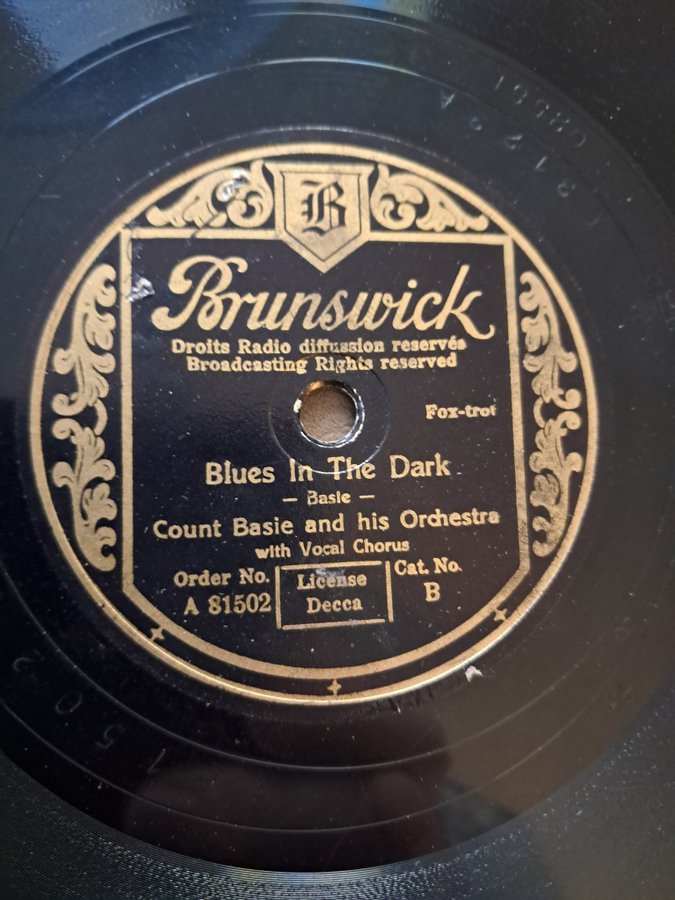 B
Brunswick
Droits Radio diffussion reservés
Broadcasting Rights reserved
Fox-trot
Blues In The Dark
— Basie —
Count Basie and his Orchestra
with Vocal Chorus
Order No.
A 81502
License
Decca
Cat. No.
B